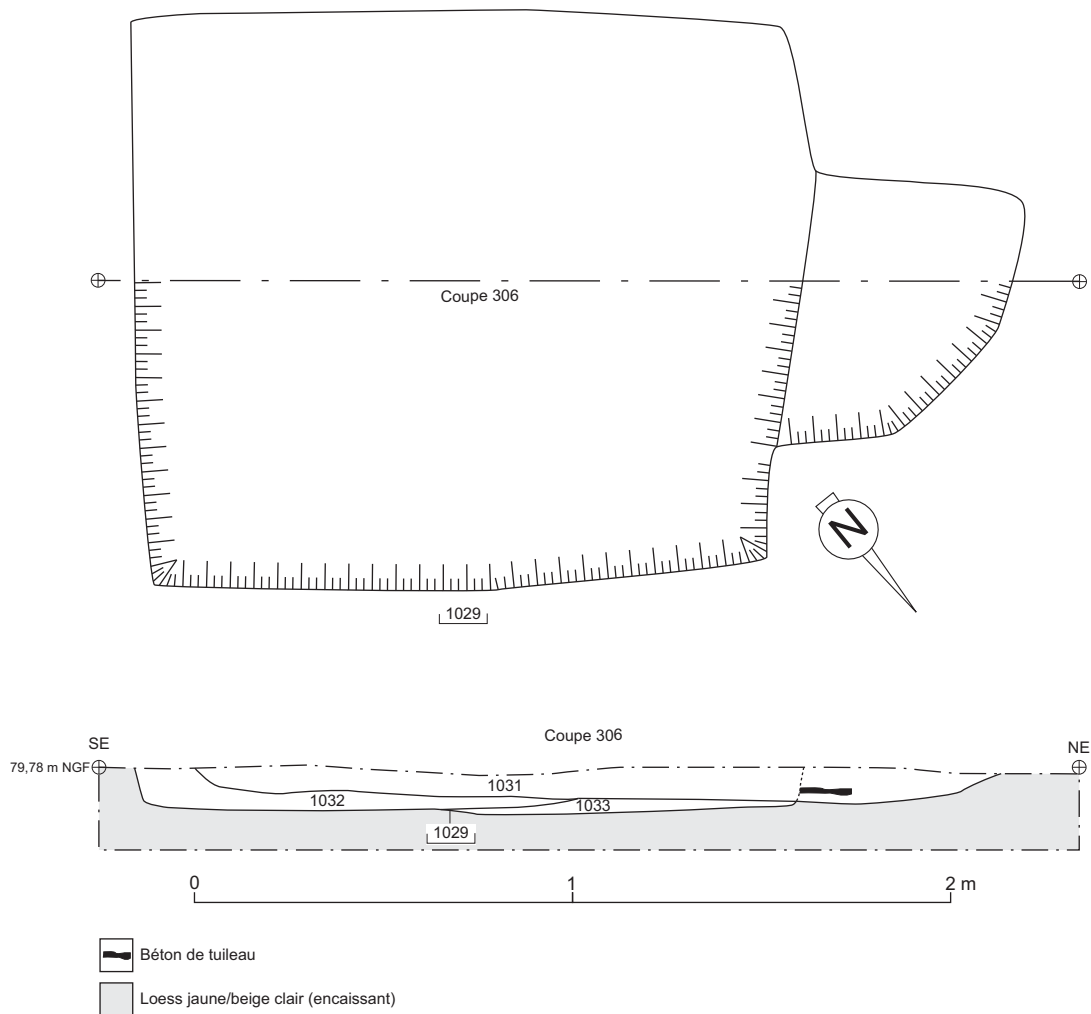 Coupe 306
N
1029
Coupe 306
SE
NE
79,78 m NGF
1031
1032
1033
1029
0 1 2 m
Béton de tuileau
Loess jaune/beige clair (encaissant)